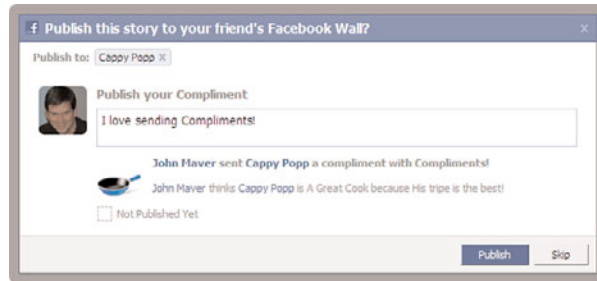 f Publish this story to your friend's Facebook Wall? x
Publish to: Cappy Popp x
Publish your Compliment
I love sending Compliments!
John Maver sent Cappy Popp a compliment with Compliments!
John Maver thinks Cappy Popp is A Great Cook because His tripe is the best!
Not Published Yet
Publish Skip